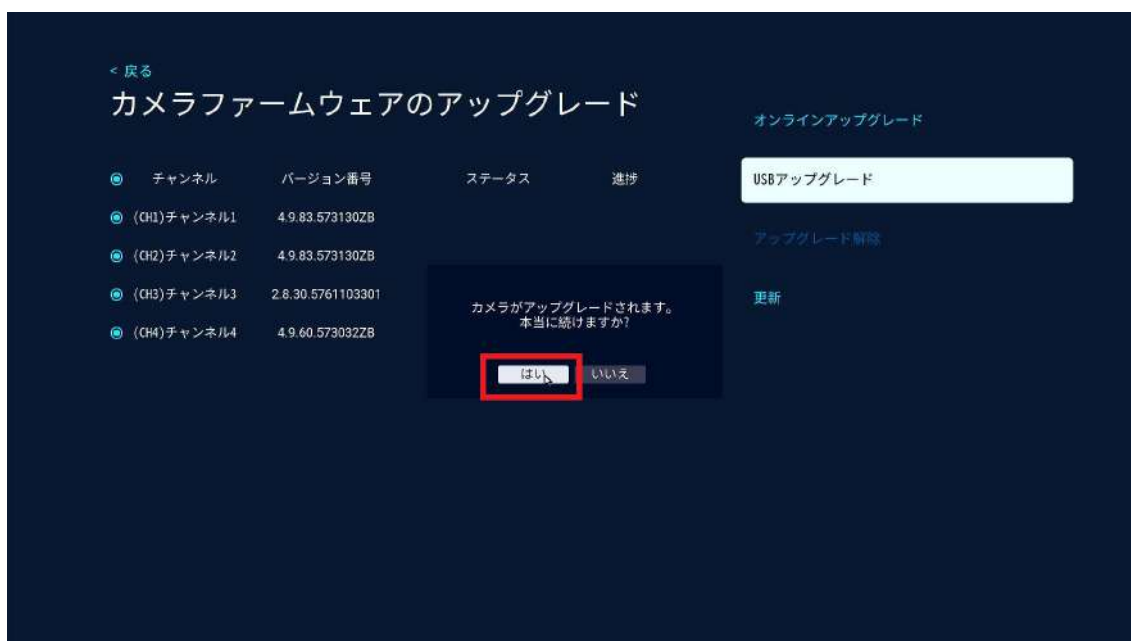 < 戻る
カメラファームウェアのアップグレード
オンラインアップグレード
チャンネル バージョン番号 ステータス 進捗
USBアップグレード
(CH1)チャンネル1 4.9.83.573130ZB
アップグレード解除
(CH2)チャンネル2 4.9.83.573130ZB
(CH3)チャンネル3 2.8.30.5761103301
更新
カメラがアップグレードされます。
本当に続けますか?
(CH4)チャンネル4 4.9.60.573032ZB
はい いいえ